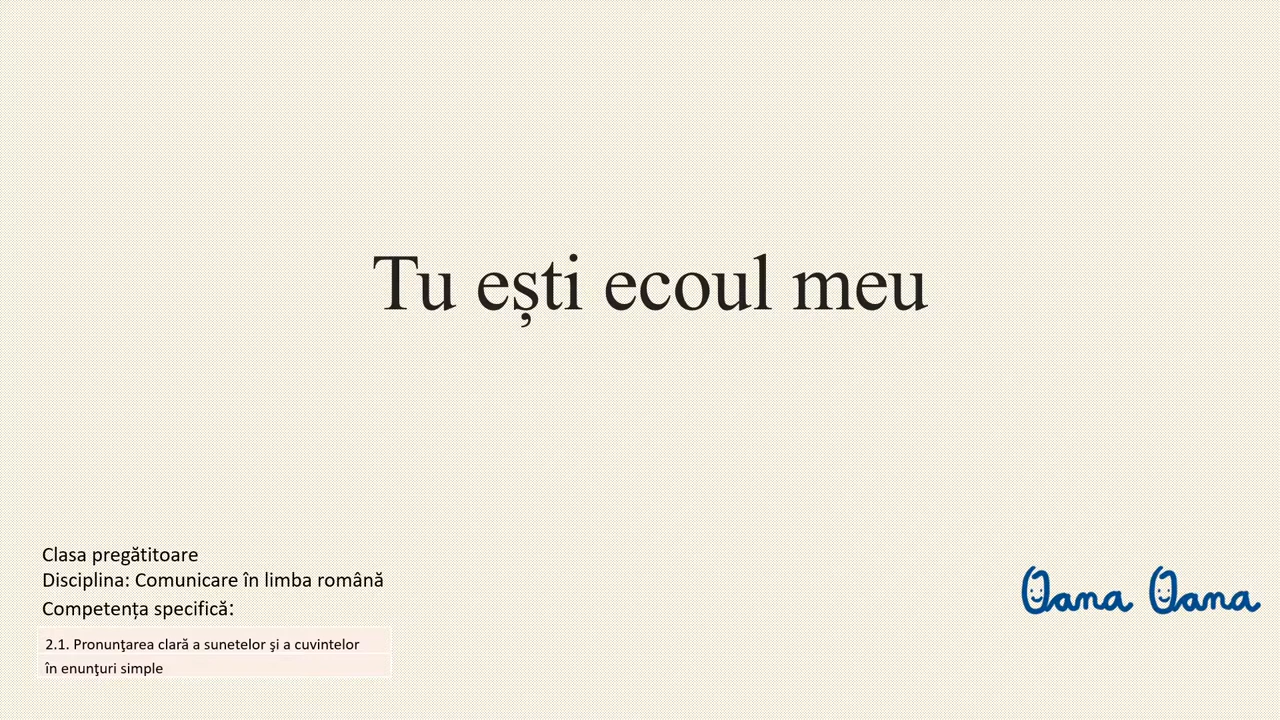 Tu ești ecoul meu
Clasa pregătitoare
Disciplina: Comunicare în limba română
Competența specifică:
2.1. Pronunţarea clară a sunetelor şi a cuvintelor
în enunţuri simple
Oana Oana